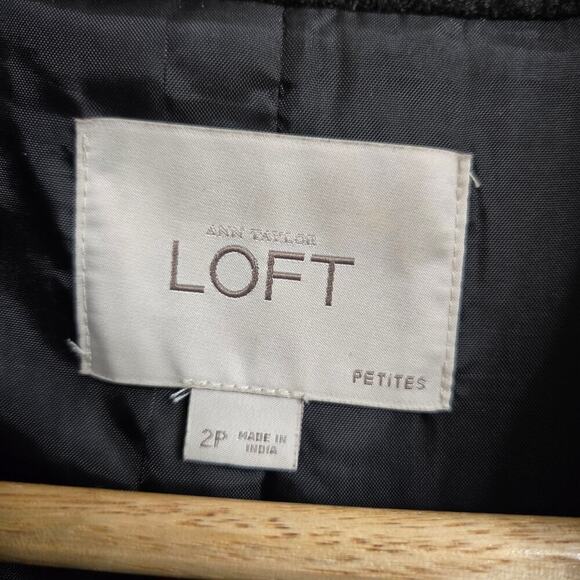 ANN TAYLOR
LOFT
PETITES
2P
MADE IN
INDIA